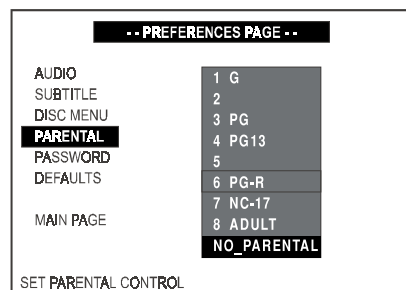 -- PREFERENCES PAGE --
AUDIO
SUBTITLE
DISC MENU
PARENTAL
PASSWORD
DEFAULTS
MAIN PAGE
1 G
2
3 PG
4 PG13
5
6 PG-R
7 NC-17
8 ADULT
NO_PARENTAL
SET PARENTAL CONTROL